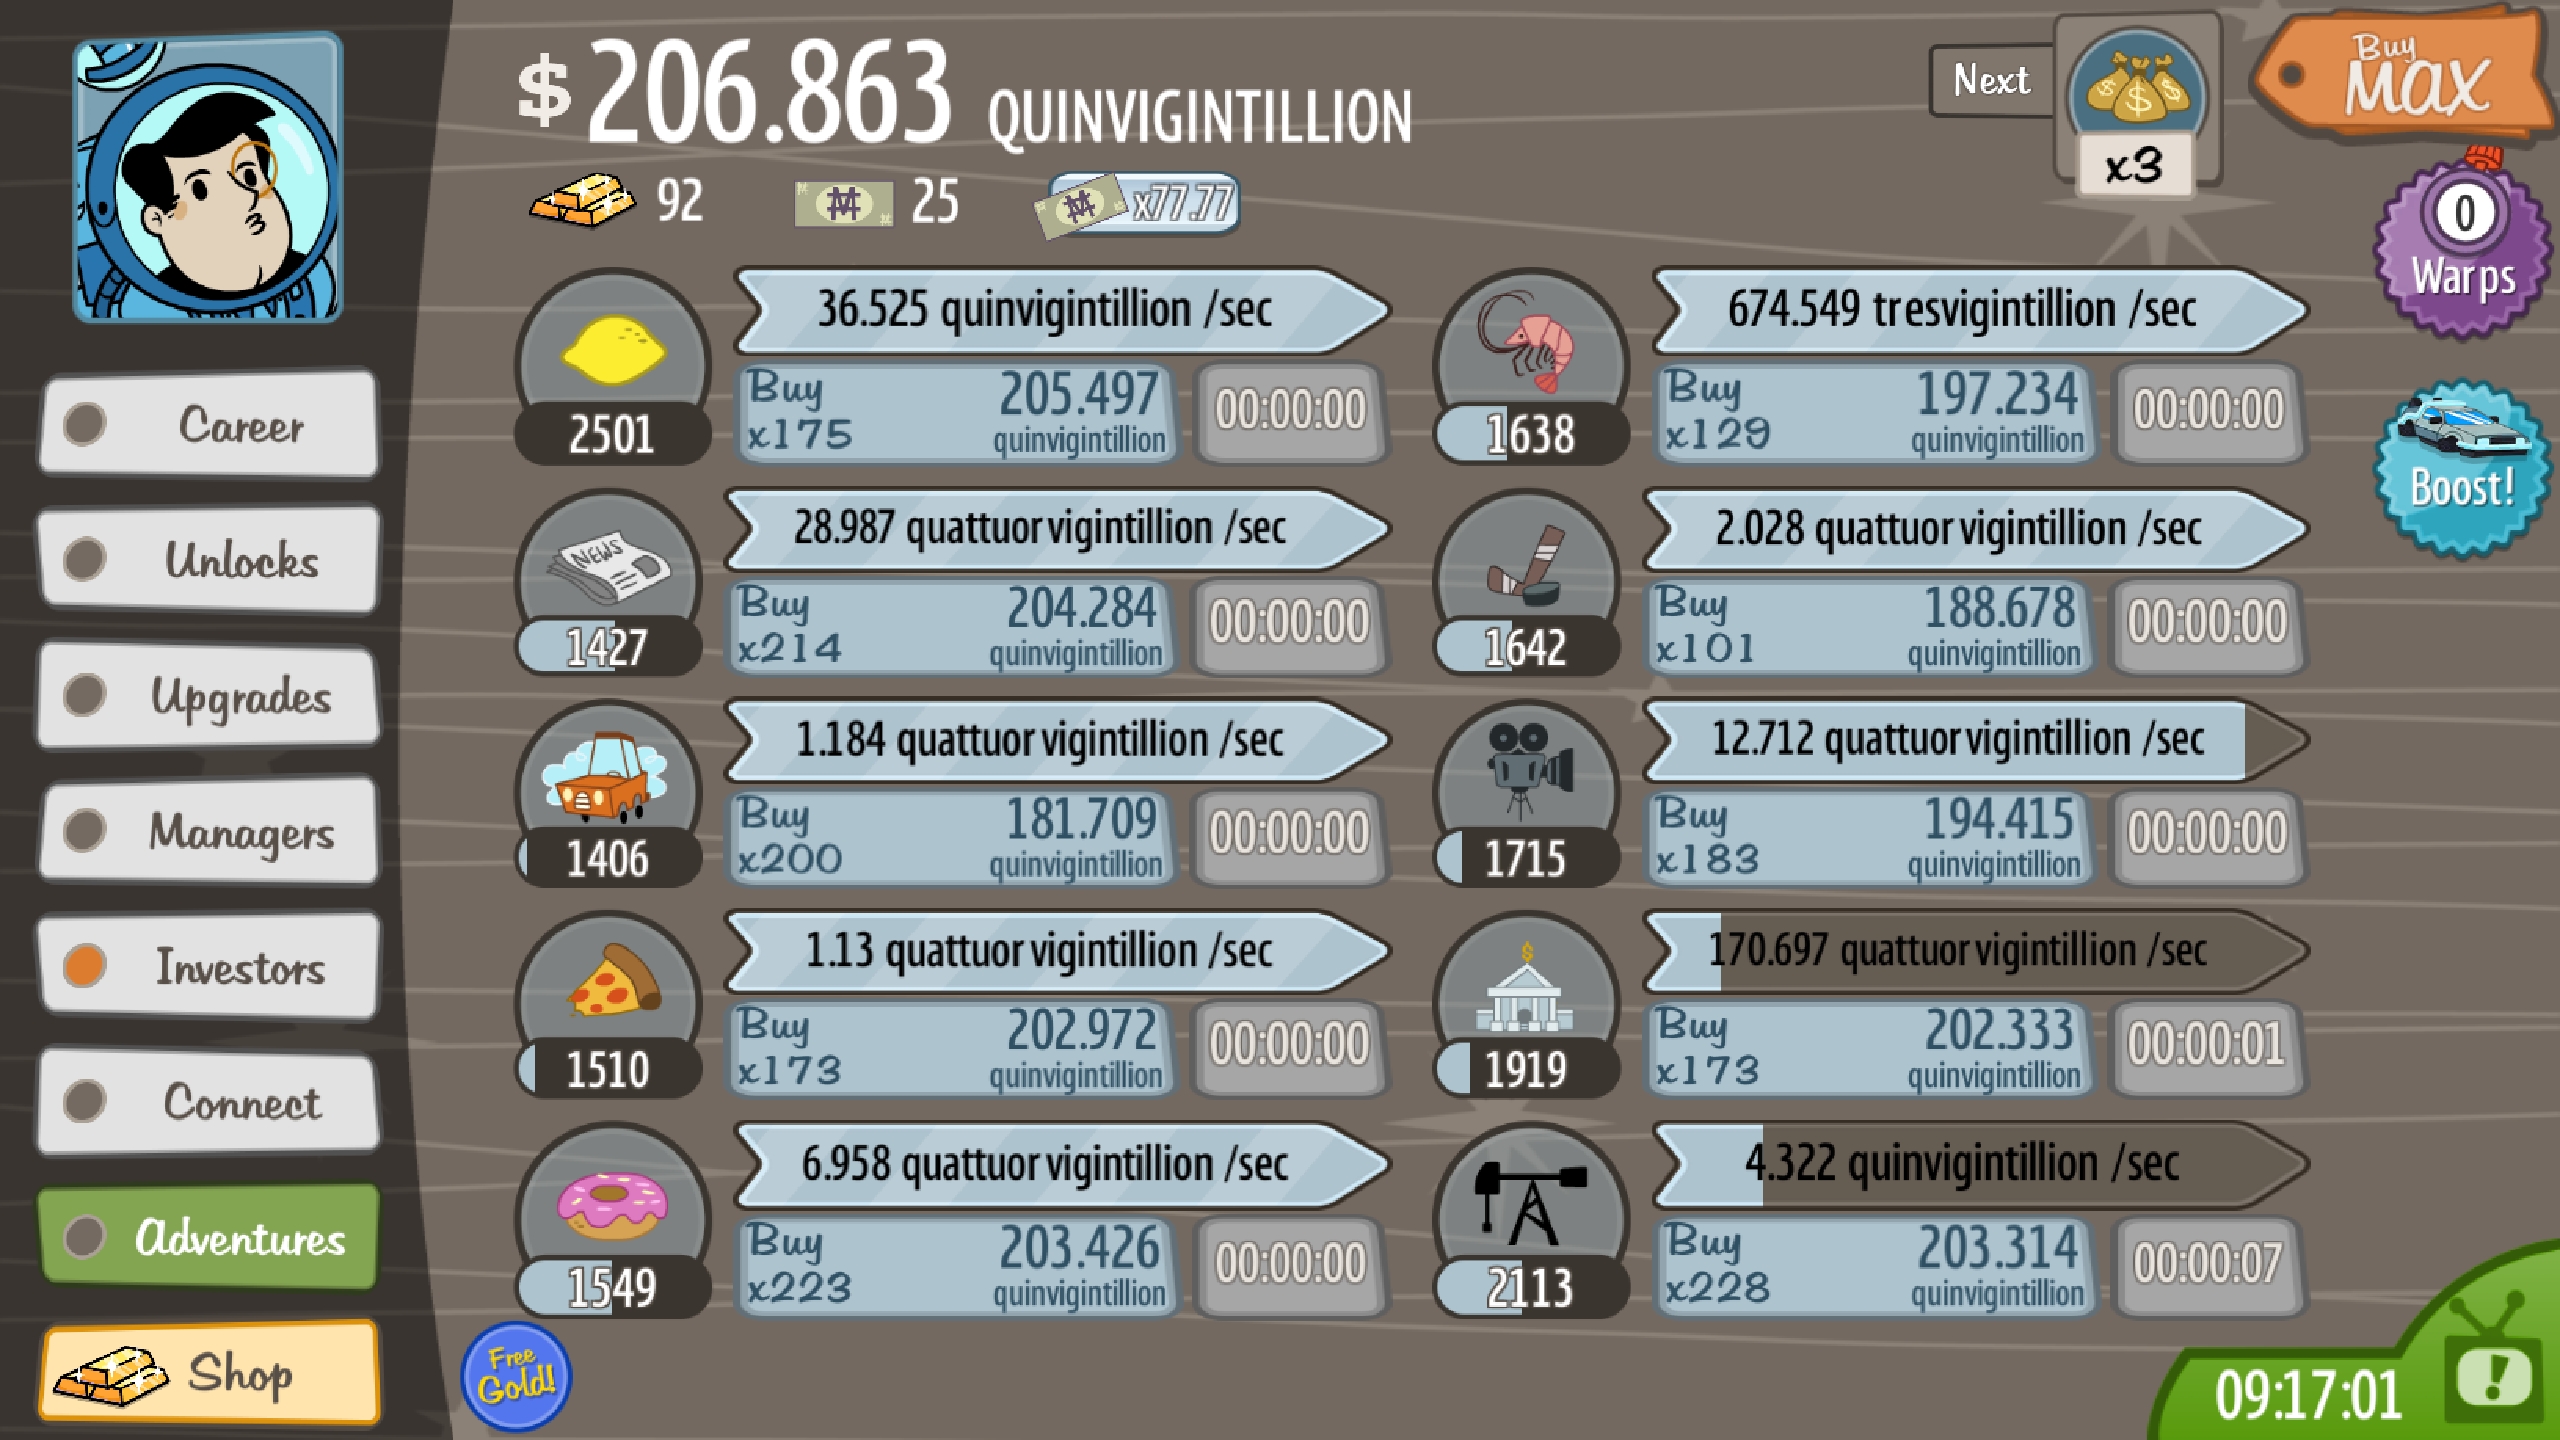 $206.863 QUINVIGINTILLION
Next
x3
Buy
MAX
92
25
x77.77
0
Warps
Boost!
Career
Unlocks
Upgrades
Managers
Investors
Connect
Adventures
Shop
36.525 quinvigintillion /sec
2501
Buy
x175
205.497
quinvigintillion
00:00:00
674.549 tresvigintillion /sec
1638
Buy
x129
197.234
quinvigintillion
00:00:00
NEWS
28.987 quattuorvigintillion /sec
1427
Buy
x214
204.284
quinvigintillion
00:00:00
2.028 quattuorvigintillion /sec
1642
Buy
x101
188.678
quinvigintillion
00:00:00
1.184 quattuorvigintillion /sec
1406
Buy
x200
181.709
quinvigintillion
00:00:00
12.712 quattuorvigintillion /sec
1715
Buy
x183
194.415
quinvigintillion
00:00:00
1.13 quattuorvigintillion /sec
1510
Buy
x173
202.972
quinvigintillion
00:00:00
170.697 quattuorvigintillion /sec
1919
Buy
x173
202.333
quinvigintillion
00:00:01
6.958 quattuorvigintillion /sec
1549
Buy
x223
203.426
quinvigintillion
00:00:00
4.322 quinvigintillion /sec
2113
Buy
x228
203.314
quinvigintillion
00:00:07
Free
Gold!
09:17:01